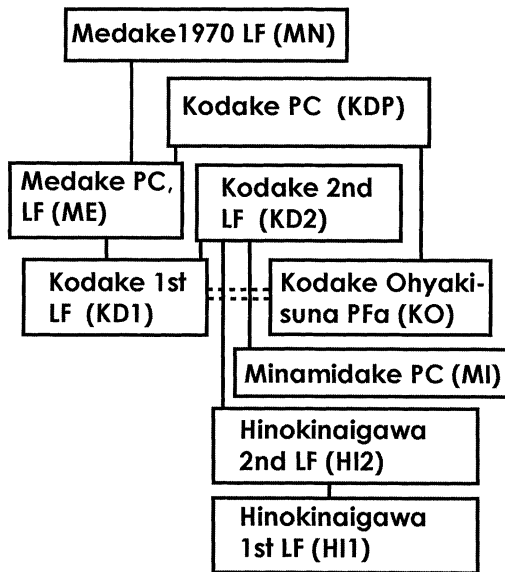 Medake1970 LF (MN)
Kodake PC (KDP)
Medake PC,
LF (ME)
Kodake 2nd
LF (KD2)
Kodake 1st
LF (KD1)
Kodake Ohyaki-
suna PFa (KO)
Minamidake PC (MI)
Hinokinaigawa
2nd LF (HI2)
Hinokinaigawa
1st LF (HI1)